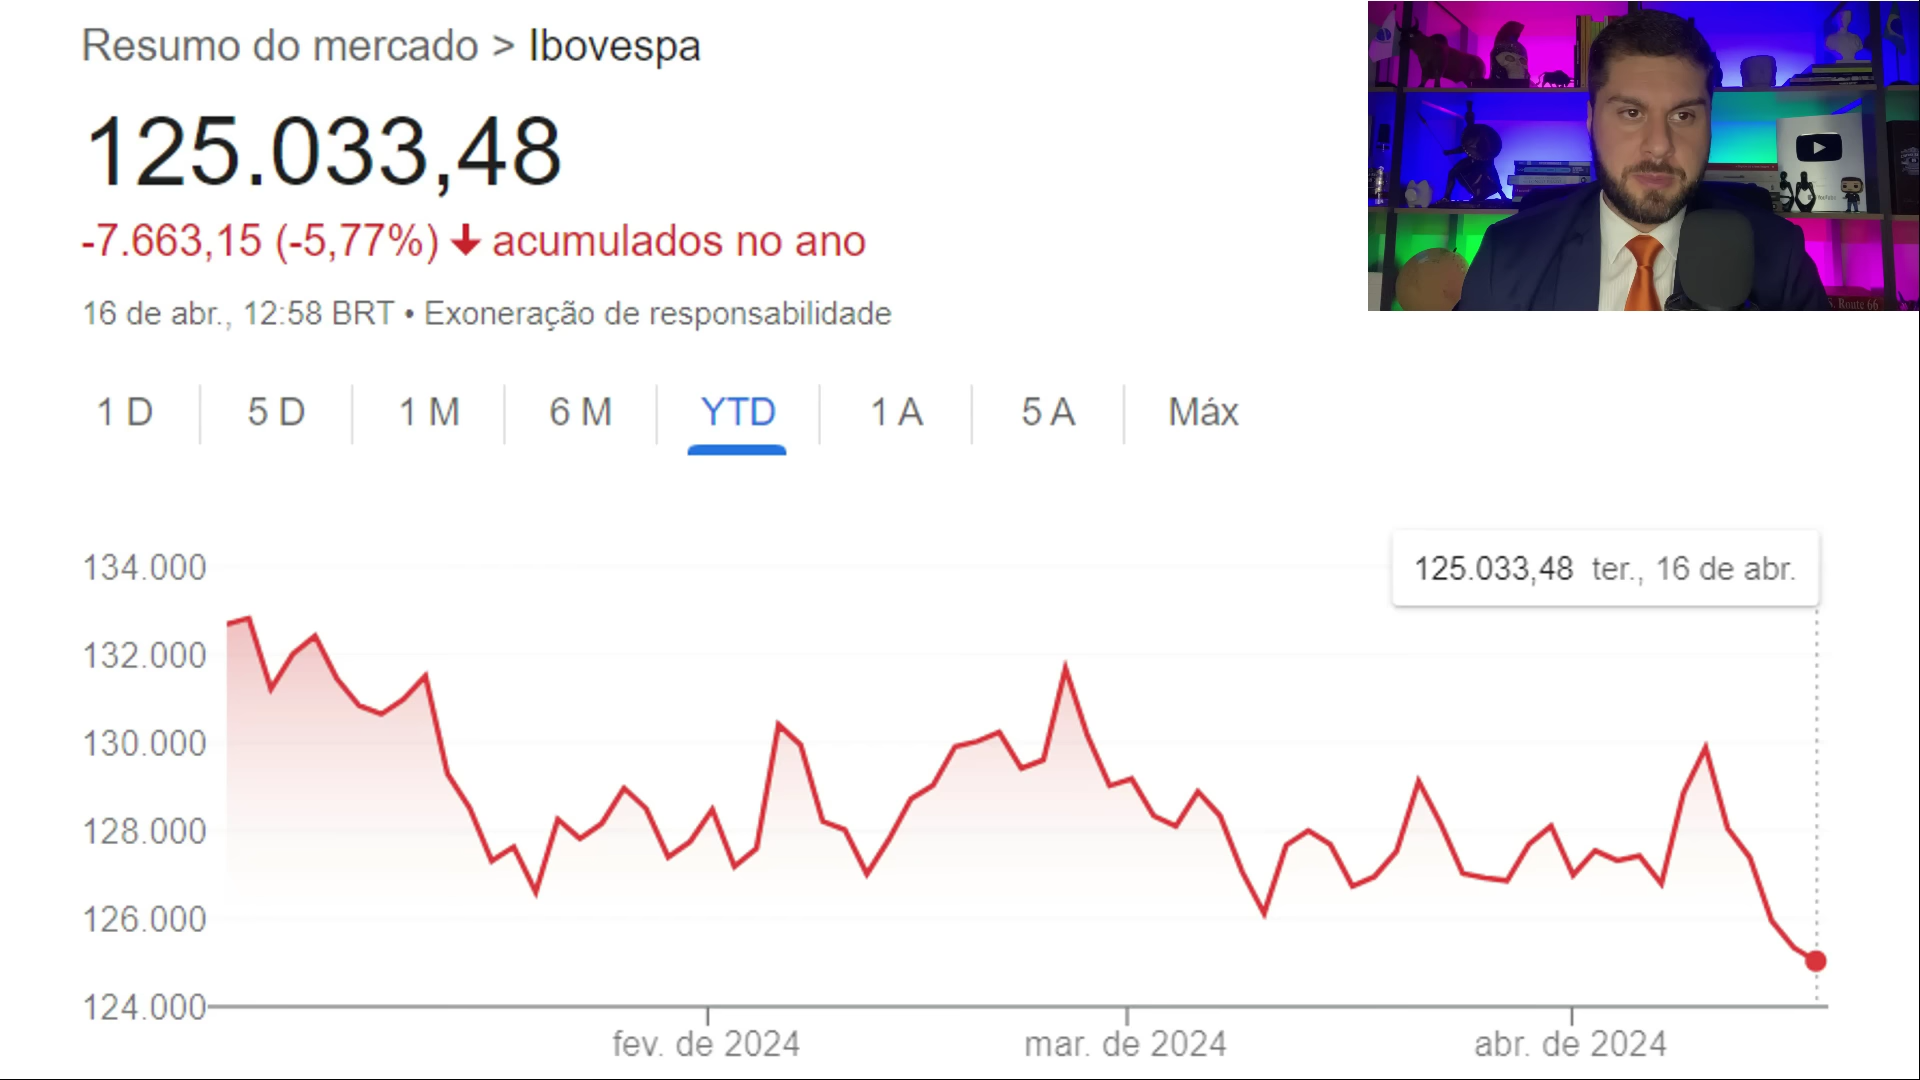 Resumo do mercado > Ibovespa
125.033,48
-7.663,15 (-5,77%) ↓ acumulados no ano
16 de abr., 12:58 BRT • Exoneração de responsabilidade
1 D
5 D
1 M
6 M
YTD
1 A
5 A
Máx
125.033,48 ter., 16 de abr.
134.000
132.000
130.000
128.000
126.000
124.000
fev. de 2024
mar. de 2024
abr. de 2024
YouTube
Route 66